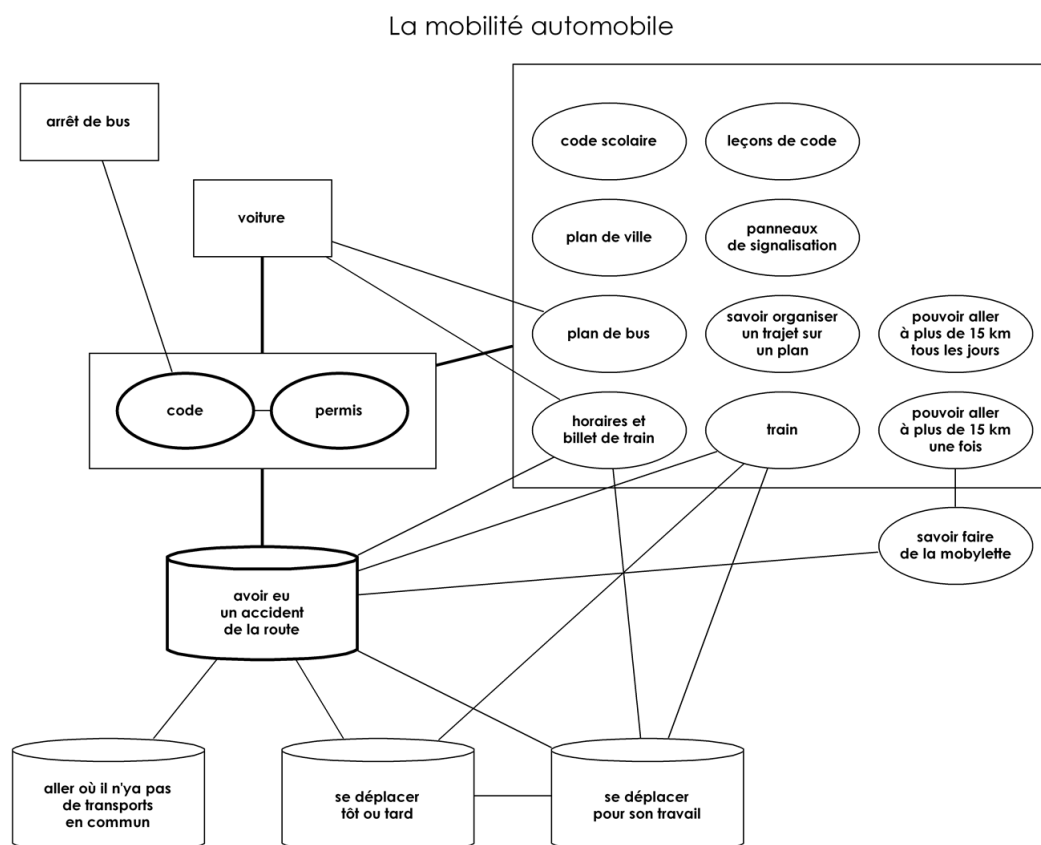 La mobilité automobile
arrêt de bus
code scolaire
leçons de code
voiture
plan de ville
panneaux
de signalisation
plan de bus
savoir organiser
un trajet sur
un plan
pouvoir aller
à plus de 15 km
tous les jours
code
permis
horaires et
billet de train
train
pouvoir aller
à plus de 15 km
une fois
savoir faire
de la mobylette
avoir eu
un accident
de la route
aller où il n'ya pas
de transports
en commun
se déplacer
tôt ou tard
se déplacer
pour son travail